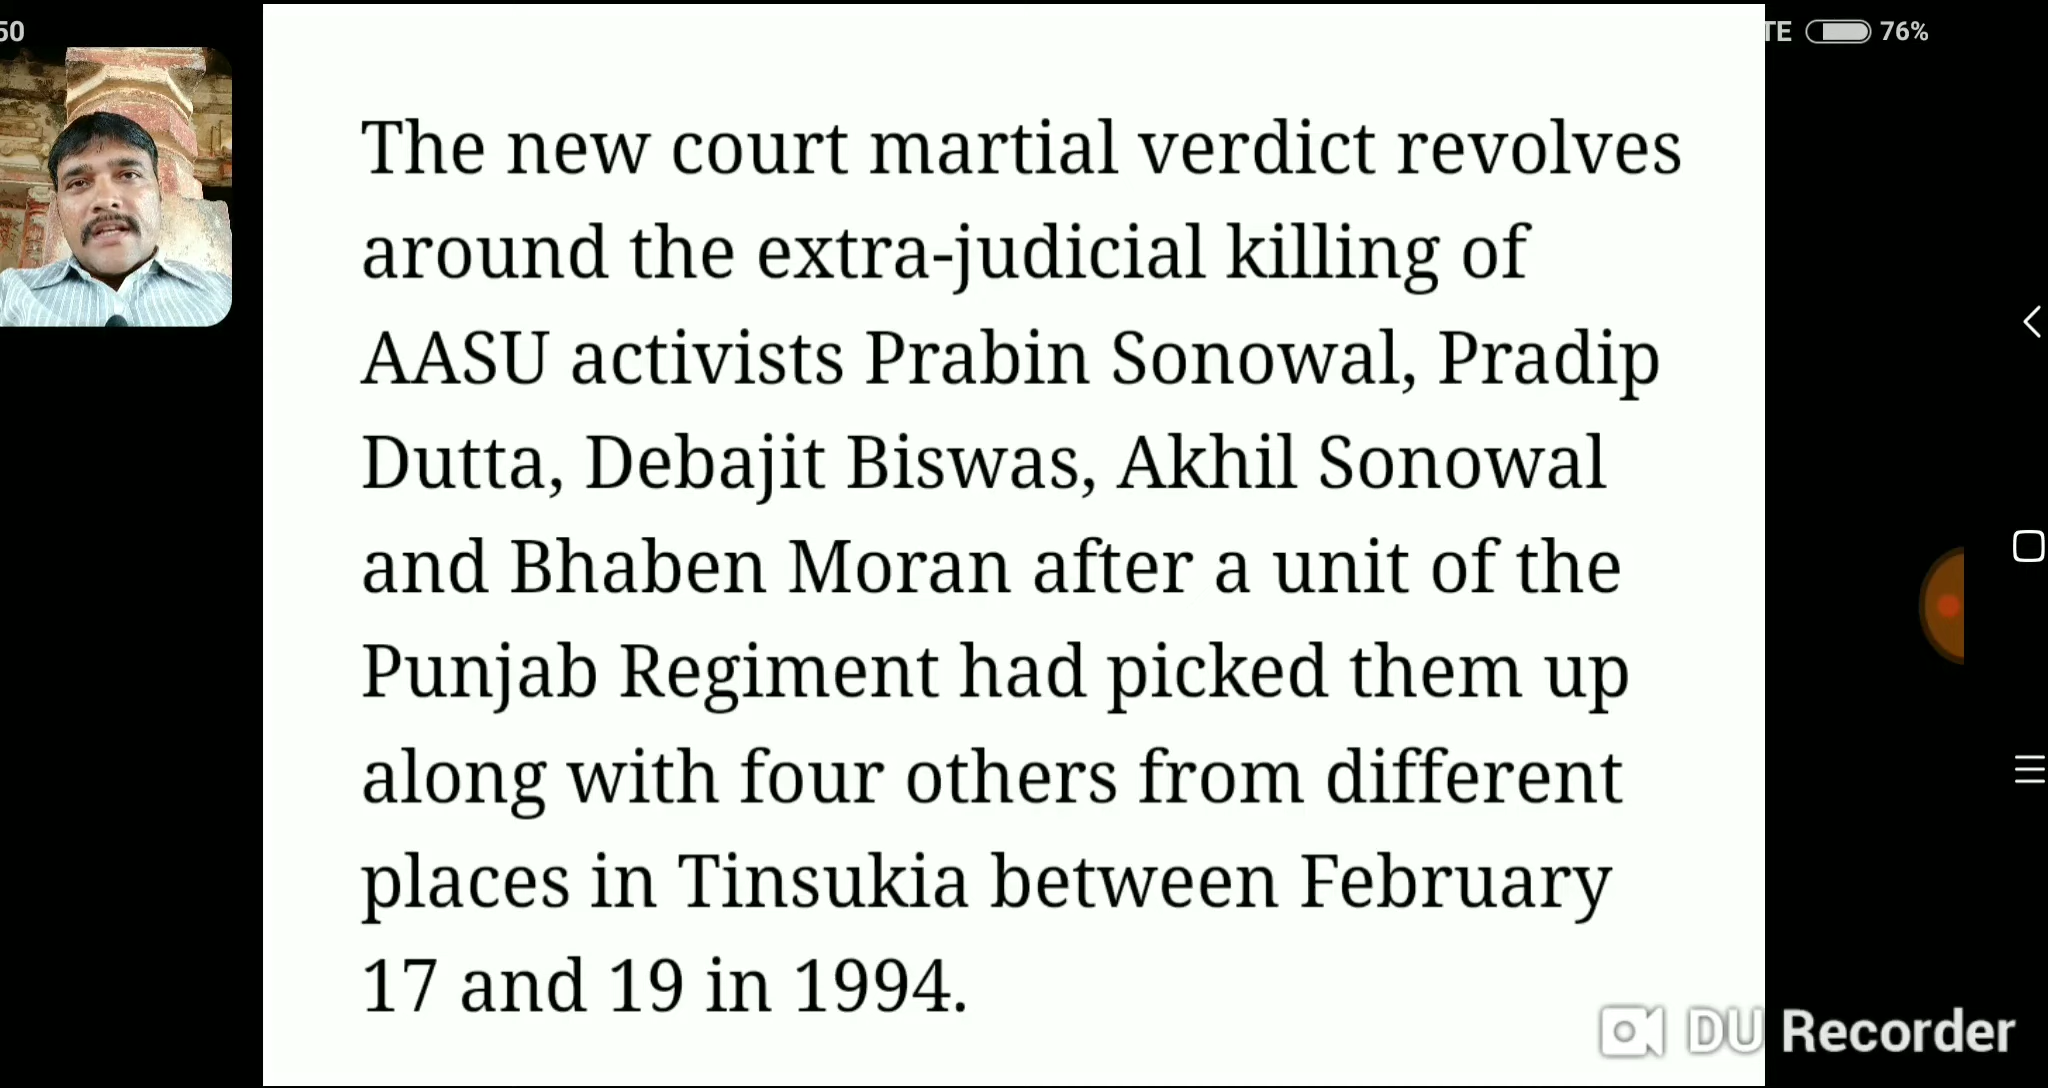 50
TE 76%
The new court martial verdict revolves
around the extra-judicial killing of
AASU activists Prabin Sonowal, Pradip
Dutta, Debajit Biswas, Akhil Sonowal
and Bhaben Moran after a unit of the
Punjab Regiment had picked them up
along with four others from different
places in Tinsukia between February
17 and 19 in 1994.
DU Recorder